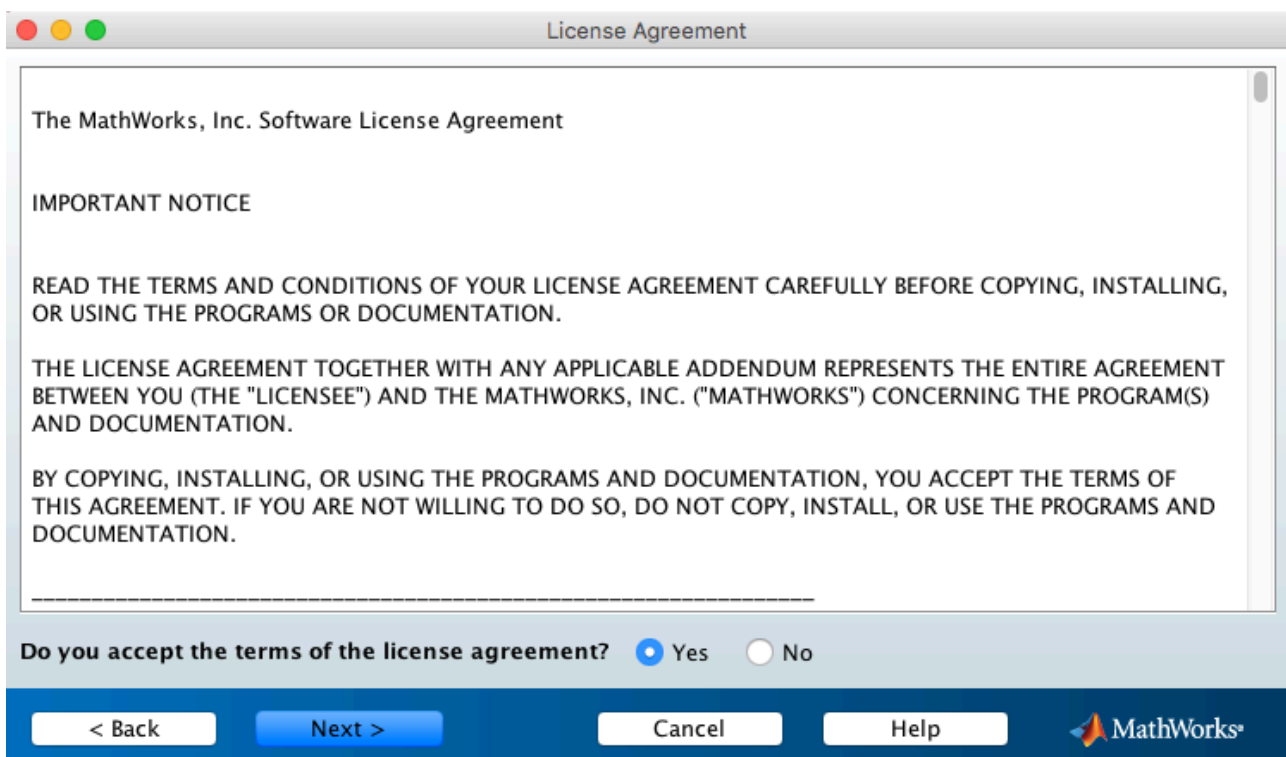 License Agreement
The MathWorks, Inc. Software License Agreement
IMPORTANT NOTICE
READ THE TERMS AND CONDITIONS OF YOUR LICENSE AGREEMENT CAREFULLY BEFORE COPYING, INSTALLING,
OR USING THE PROGRAMS OR DOCUMENTATION.
THE LICENSE AGREEMENT TOGETHER WITH ANY APPLICABLE ADDENDUM REPRESENTS THE ENTIRE AGREEMENT
BETWEEN YOU (THE "LICENSEE") AND THE MATHWORKS, INC. ("MATHWORKS") CONCERNING THE PROGRAM(S)
AND DOCUMENTATION.
BY COPYING, INSTALLING, OR USING THE PROGRAMS AND DOCUMENTATION, YOU ACCEPT THE TERMS OF
THIS AGREEMENT. IF YOU ARE NOT WILLING TO DO SO, DO NOT COPY, INSTALL, OR USE THE PROGRAMS AND
DOCUMENTATION.
Do you accept the terms of the license agreement? Yes No
< Back Next > Cancel Help MathWorks®